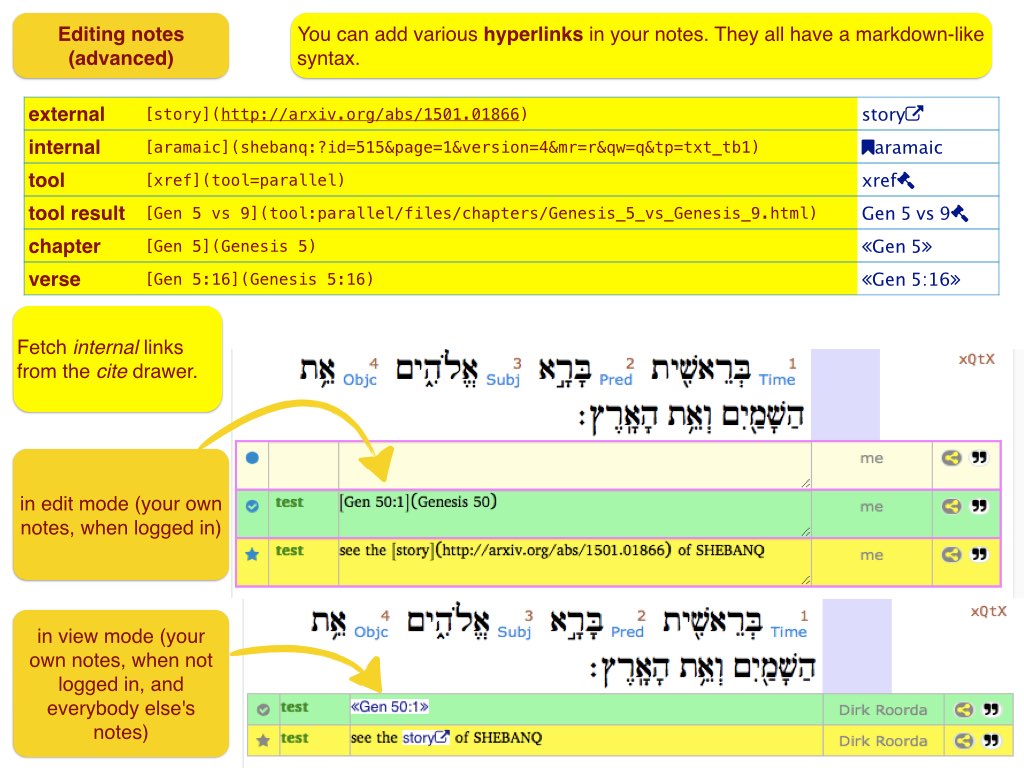 Editing notes
(advanced)
You can add various hyperlinks in your notes. They all have a markdown-like
syntax.
external [story](http://arxiv.org/abs/1501.01866) story
internal [aramaic](shebanq:?id=515&page=1&version=4&mr=r&qw=q&tp=txt_tb1) aramaic
tool [xref](tool=parallel) xref
tool result [Gen 5 vs 9](tool:parallel/files/chapters/Genesis_5_vs_Genesis_9.html) Gen 5 vs 9
chapter [Gen 5](Genesis 5) «Gen 5»
verse [Gen 5:16](Genesis 5:16) «Gen 5:16»
Fetch internal links
from the cite drawer.
xQtX
1 Time בְּרֵאשִׁ֖ית 2 Pred בָּרָ֣א 3 Subj אֱלֹהִ֑ים 4 Objc אֵ֥ת
הַשָּׁמַ֖יִם וְאֵ֥ת הָאָֽרֶץ׃
in edit mode (your own
notes, when logged in)
me
test [Gen 50:1](Genesis 50) me
test see the [story](http://arxiv.org/abs/1501.01866) of SHEBANQ me
in view mode (your
own notes, when not
logged in, and
everybody else's
notes)
xQtX
1 Time בְּרֵאשִׁ֖ית 2 Pred בָּרָ֣א 3 Subj אֱלֹהִ֑ים 4 Objc אֵ֥ת
הַשָּׁמַ֖יִם וְאֵ֥ת הָאָֽרֶץ׃
test «Gen 50:1» Dirk Roorda
test see the story of SHEBANQ Dirk Roorda